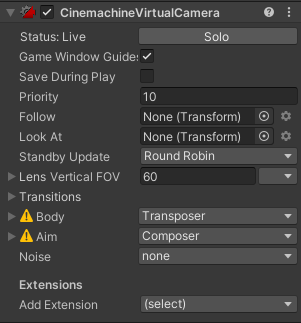 CinemachineVirtualCamera
Status: Live Solo
Game Window Guides
Save During Play
Priority 10
Follow None (Transform)
Look At None (Transform)
Standby Update Round Robin
Lens Vertical FOV 60
Transitions
Body Transposer
Aim Composer
Noise none
Extensions
Add Extension (select)